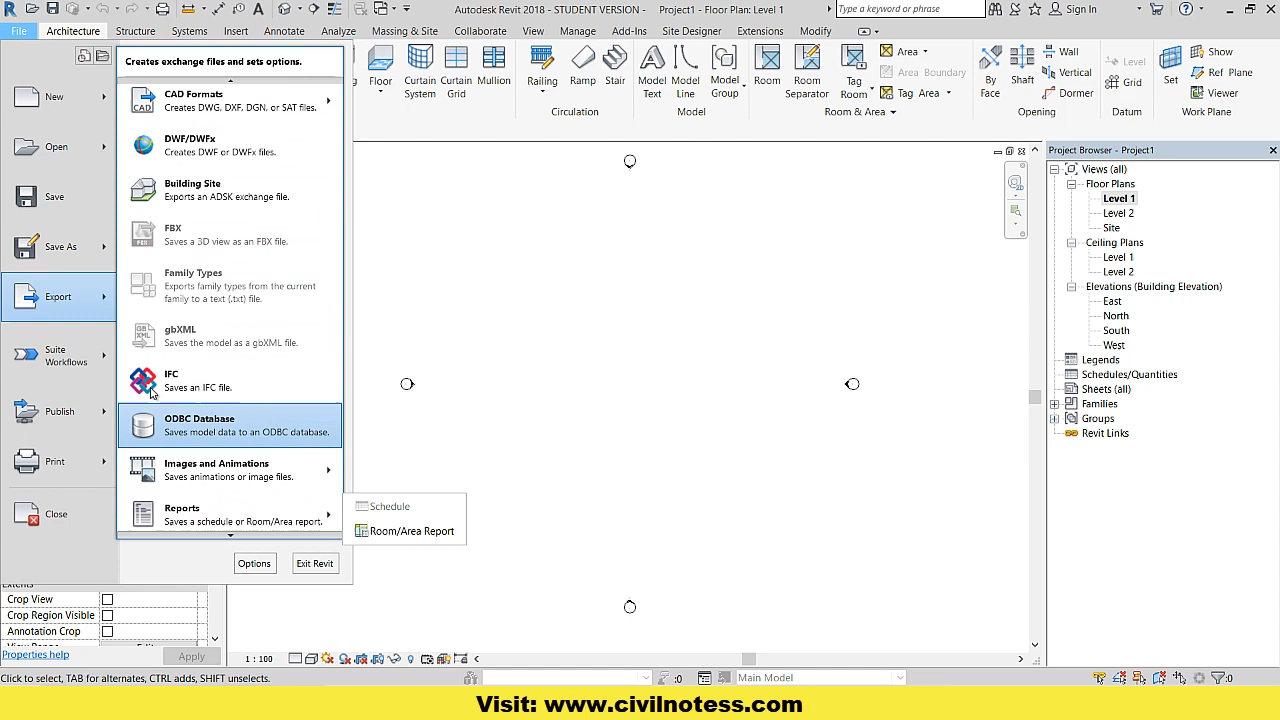 Autodesk Revit 2018 - STUDENT VERSION -
Project1 - Floor Plan: Level 1
Type a keyword or phrase
Sign In
File
Architecture
Structure
Systems
Insert
Annotate
Analyze
Massing & Site
Collaborate
View
Manage
Add-Ins
Site Designer
Extensions
Modify
Creates exchange files and sets options.
New
Open
Save
Save As
Export
Suite
Workflows
Publish
Print
Close
CAD
CAD Formats
Creates DWG, DXF, DGN, or SAT files.
DWF/DWFx
Creates DWF or DWFx files.
Building Site
Exports an ADSK exchange file.
FBX
Saves a 3D view as an FBX file.
Family Types
Exports family types from the current
family to a text (.txt) file.
GB
XML
gbXML
Saves the model as a gbXML file.
IFC
Saves an IFC file.
ODBC Database
Saves model data to an ODBC database.
Images and Animations
Saves animations or image files.
Reports
Saves a schedule or Room/Area report.
Schedule
Room/Area Report
Options
Exit Revit
Floor
Curtain
System
Curtain
Grid
Mullion
Railing
Ramp
Stair
Circulation
Model
Text
Model
Line
Model
Group
Model
Room
Room
Separator
Tag
Room
Area
Area Boundary
Tag Area
Room & Area
By
Face
Shaft
Wall
Vertical
Dormer
Opening
Level
Grid
Datum
Set
Show
Ref Plane
Viewer
Work Plane
Project Browser - Project1
Views (all)
Floor Plans
Level 1
Level 2
Site
Ceiling Plans
Level 1
Level 2
Elevations (Building Elevation)
East
North
South
West
Legends
Schedules/Quantities
Sheets (all)
Families
Groups
Revit Links
Crop View
Crop Region Visible
Annotation Crop
Properties help
Apply
1 : 100
Click to select, TAB for alternates, CTRL adds, SHIFT unselects.
:0
Main Model
:0
Visit: www.civilnotess.com